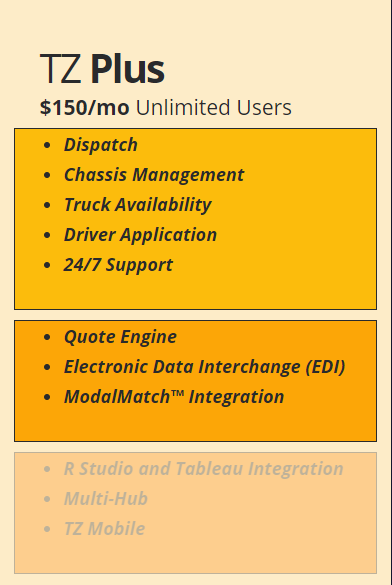 TZ Plus
$150/mo Unlimited Users
• Dispatch
• Chassis Management
• Truck Availability
• Driver Application
• 24/7 Support
• Quote Engine
• Electronic Data Interchange (EDI)
• ModalMatch™ Integration
• R Studio and Tableau Integration
• Multi-Hub
• TZ Mobile